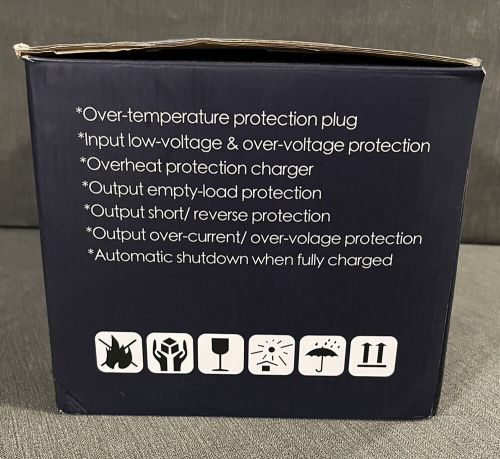 *Over-temperature protection plug
*Input low-voltage & over-voltage protection
*Overheat protection charger
*Output empty-load protection
*Output short/ reverse protection
*Output over-current/ over-volage protection
*Automatic shutdown when fully charged